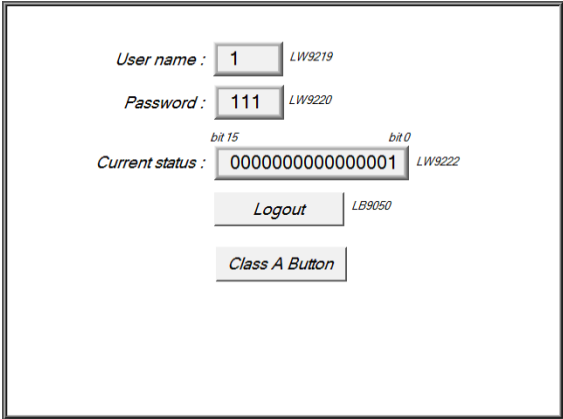 User name : 1 LW9219
Password : 111 LW9220
bit 15 bit 0
Current status : 0000000000000001 LW9222
Logout LB9050
Class A Button